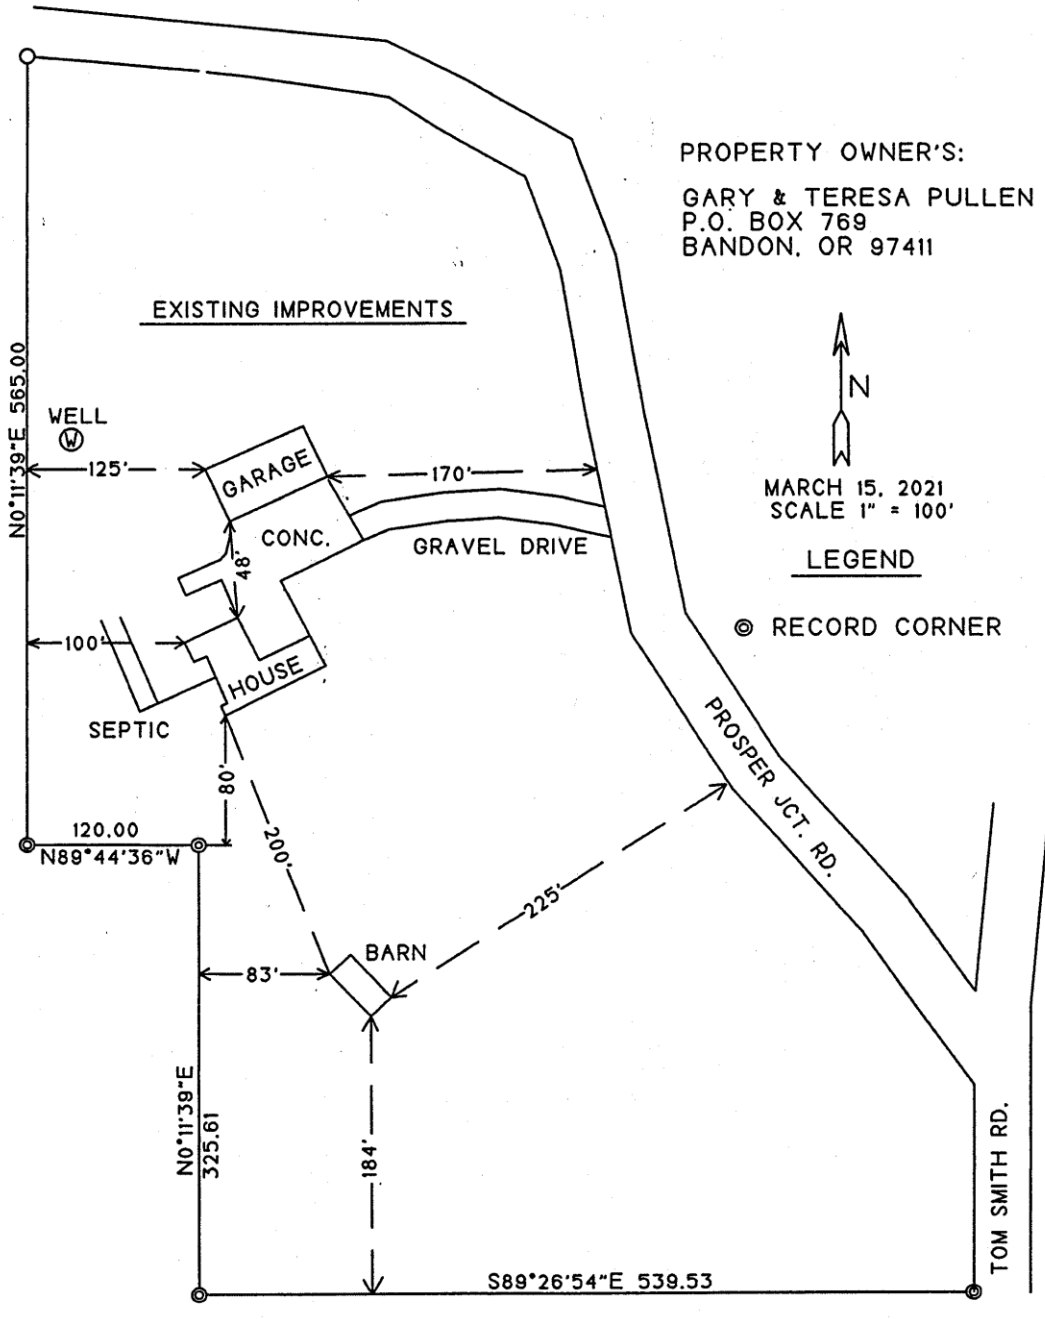 PROPERTY OWNER'S:
GARY & TERESA PULLEN
P.O. BOX 769
BANDON, OR 97411
EXISTING IMPROVEMENTS
N
MARCH 15, 2021
SCALE 1" = 100'
LEGEND
RECORD CORNER
N0°11'39"E 565.00
WELL
W
125'
GARAGE
170'
CONC.
GRAVEL DRIVE
48'
100'
HOUSE
SEPTIC
80'
PROSPER JCT. RD.
120.00
N89°44'36"W
200'
225'
BARN
83'
N0°11'39"E
325.61
184'
TOM SMITH RD.
S89°26'54"E 539.53